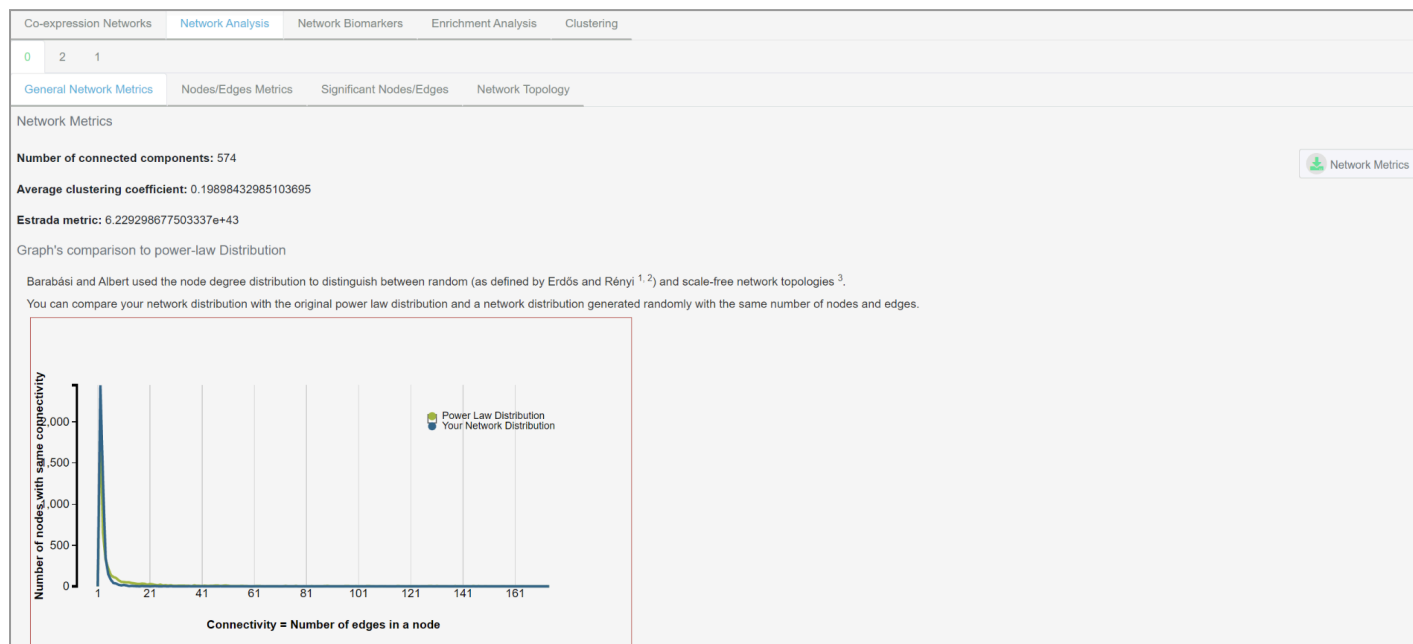 Co-expression Networks Network Analysis Network Biomarkers Enrichment Analysis Clustering
0 2 1
General Network Metrics Nodes/Edges Metrics Significant Nodes/Edges Network Topology
Network Metrics
Number of connected components: 574
Network Metrics
Average clustering coefficient: 0.19898432985103695
Estrada metric: 6.229298677503337e+43
Graph's comparison to power-law Distribution
Barabási and Albert used the node degree distribution to distinguish between random (as defined by Erdős and Rényi 1, 2) and scale-free network topologies 3.
You can compare your network distribution with the original power law distribution and a network distribution generated randomly with the same number of nodes and edges.
Number of nodes with same connectivity
2,000
1,500
1,000
500
0
Power Law Distribution
Your Network Distribution
1 21 41 61 81 101 121 141 161
Connectivity = Number of edges in a node